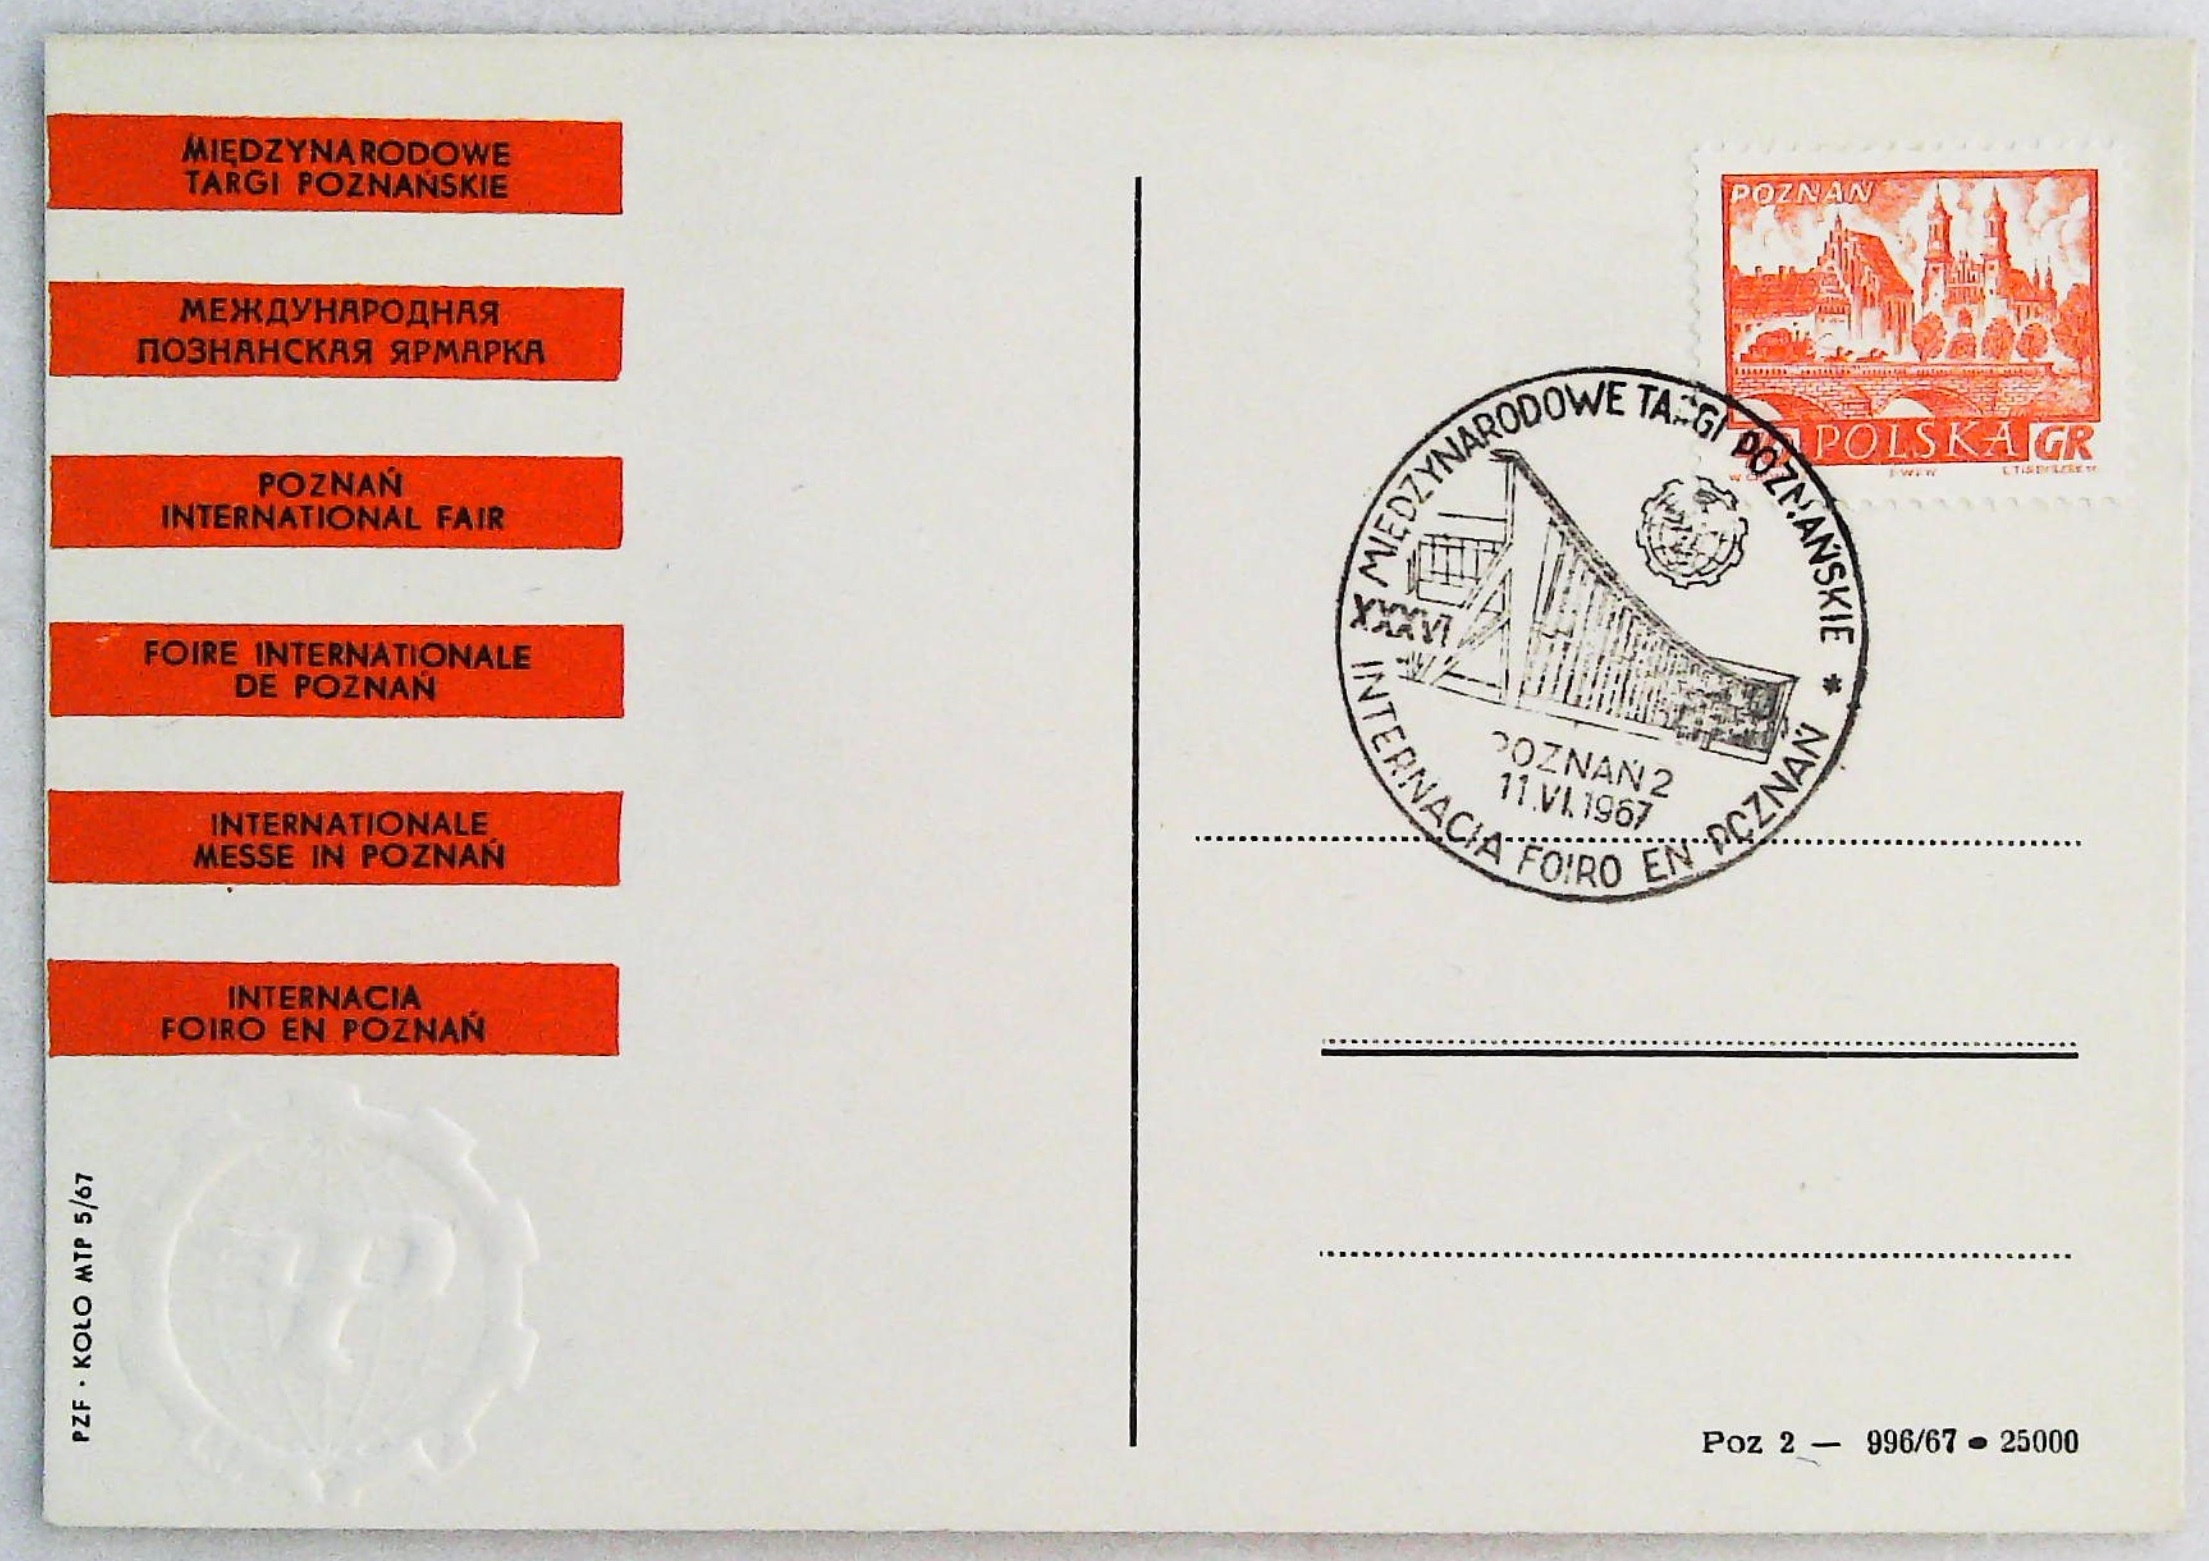 MIĘDZYNARODOWE
TARGI POZNAŃSKIE
МЕЖДУНАРОДНАЯ
ПОЗНАНСКАЯ ЯРМАРКА
POZNAŃ
INTERNATIONAL FAIR
FOIRE INTERNATIONALE
DE POZNAŃ
INTERNATIONALE
MESSE IN POZNAŃ
INTERNACIA
FOIRO EN POZNAŃ
PZF · KOŁO MTP 5/67
POZNAŃ
POLSKA GR
XXXVI MIĘDZYNARODOWE TARGI POZNAŃSKIE *
POZNAŃ 2
11.VI.1967
INTERNACIA FOIRO EN POZNAŃ
Poz 2 — 996/67 • 25000